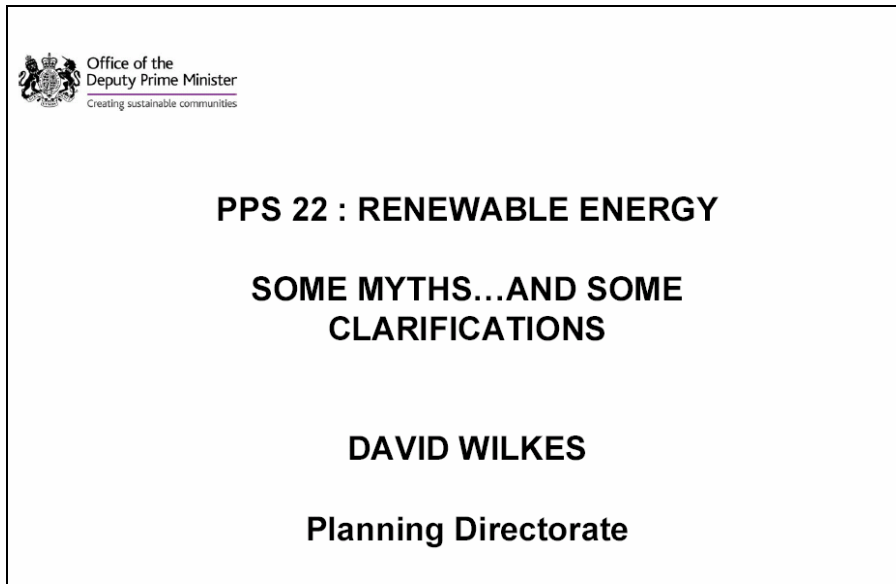 Office of the
Deputy Prime Minister
Creating sustainable communities
PPS 22 : RENEWABLE ENERGY
SOME MYTHS...AND SOME
CLARIFICATIONS
DAVID WILKES
Planning Directorate